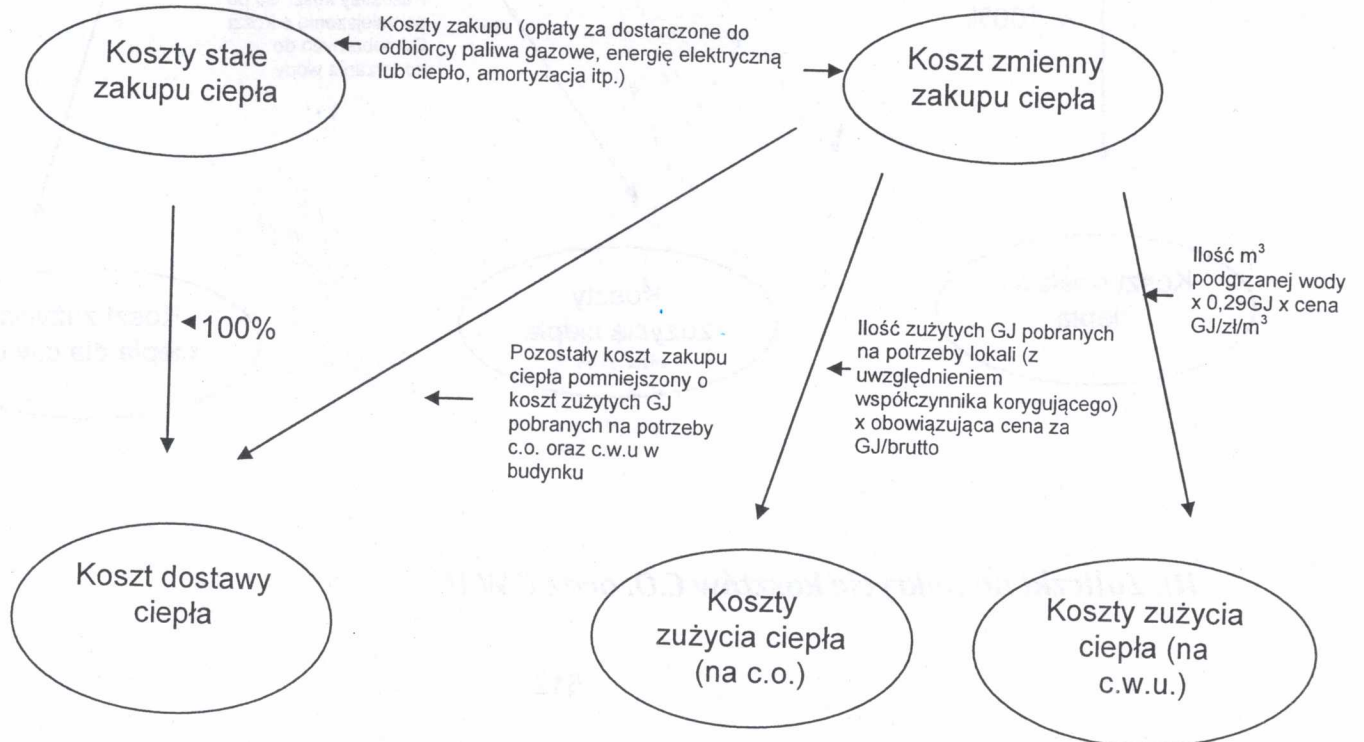 Koszty zakupu (opłaty za dostarczone do
odbiorcy paliwa gazowe, energię elektryczną
lub ciepło, amortyzacja itp.)
Koszty stałe
zakupu ciepła
Koszt zmienny
zakupu ciepła
100%
Pozostały koszt zakupu
ciepła pomniejszony o
koszt zużytych GJ
pobranych na potrzeby
c.o. oraz c.w.u w
budynku
Ilość zużytych GJ pobranych
na potrzeby lokali (z
uwzględnieniem
współczynnika korygującego)
x obowiązująca cena za
GJ/brutto
Ilość m³
podgrzanej wody
x 0,29GJ x cena
GJ/zł/m³
Koszt dostawy
ciepła
Koszty
zużycia ciepła
(na c.o.)
Koszty zużycia
ciepła (na
c.w.u.)